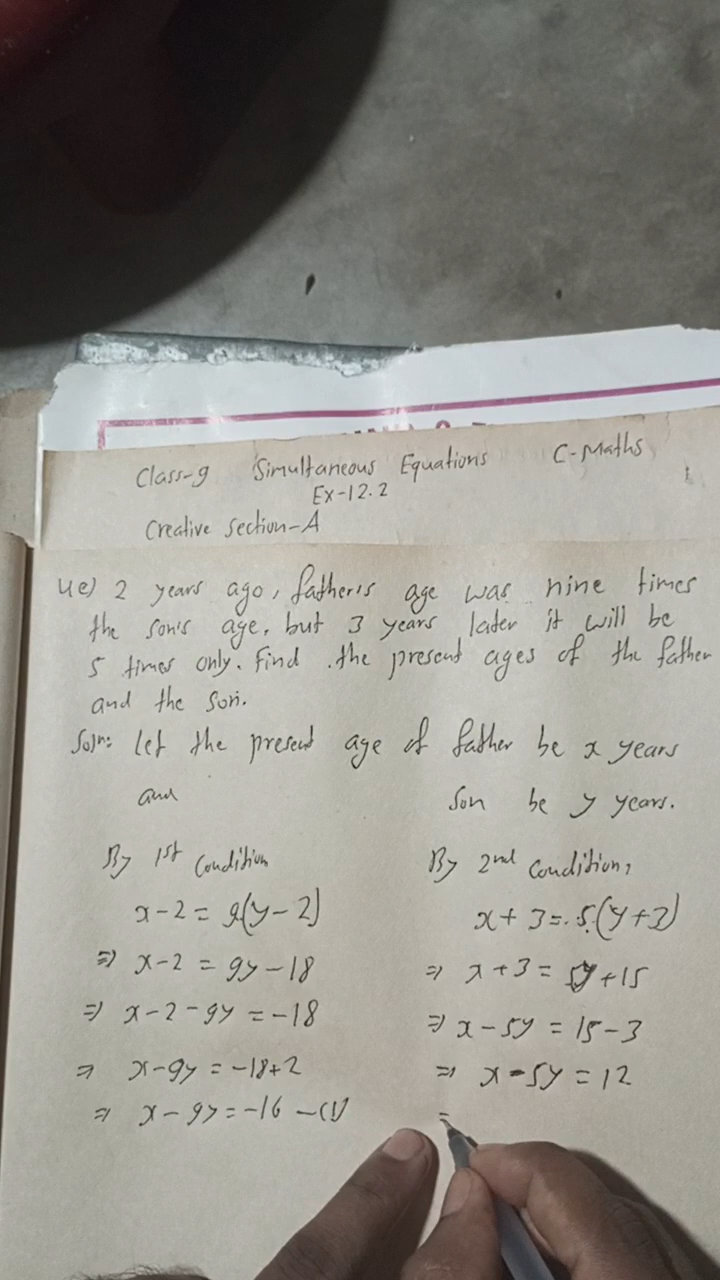 Class-9 Simultaneous Equations C-Maths
Ex-12.2
Creative Section-A
4e) 2 years ago, father's age was nine times
the son's age, but 3 years later it will be
5 times only. Find the present ages of the father
and the son.
Soln: Let the present age of father be x years
and son be y years.
By 1st Condition By 2nd Condition,
x-2 = 9(y-2) x+3 = 5(y+3)
⇒ x-2 = 9y-18 ⇒ x+3 = 5y+15
⇒ x-2-9y = -18 ⇒ x-5y = 15-3
⇒ x-9y = -18+2 ⇒ x-5y = 12
⇒ x-9y = -16 -(1) =